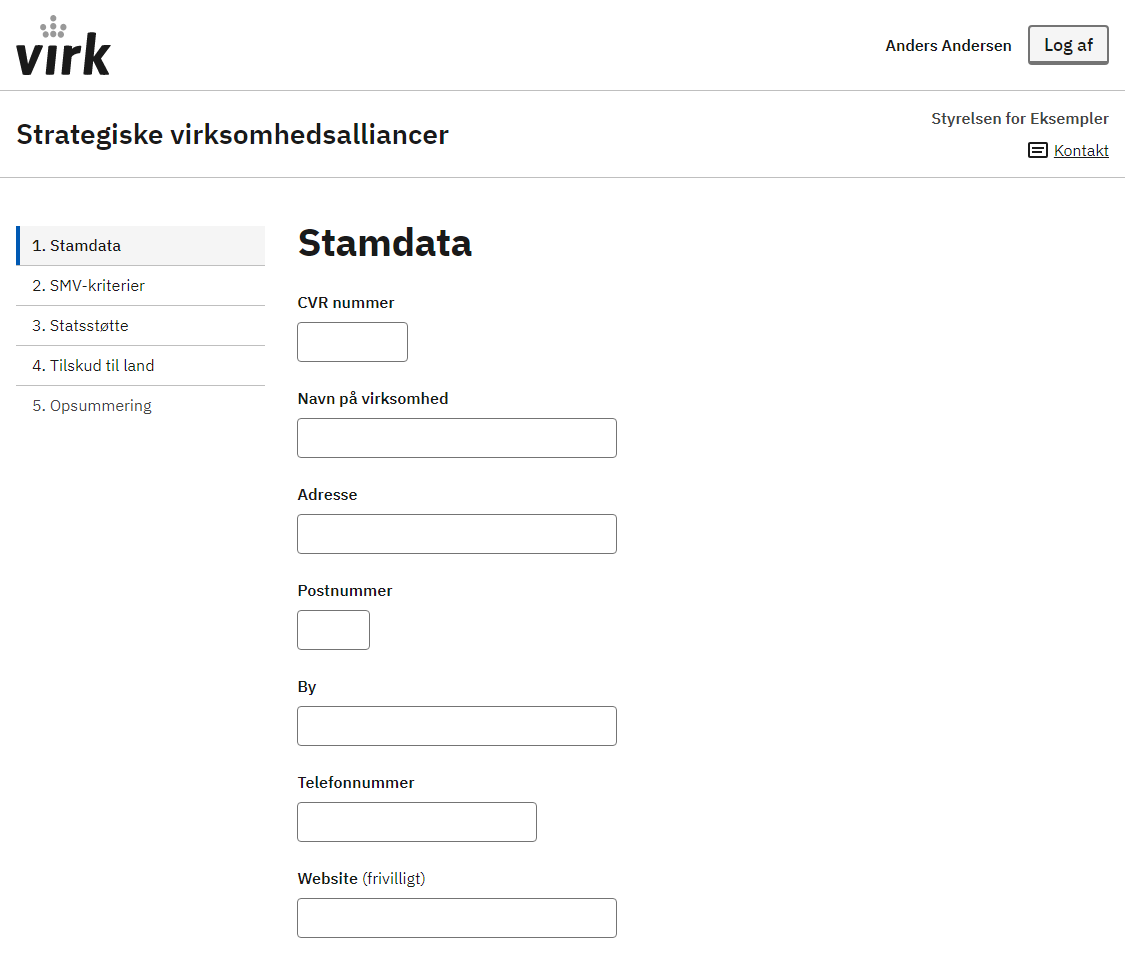 virk
Anders Andersen
Log af
Strategiske virksomhedsalliancer
Styrelsen for Eksempler
Kontakt
1. Stamdata
2. SMV-kriterier
3. Statsstøtte
4. Tilskud til land
5. Opsummering
Stamdata
CVR nummer
Navn på virksomhed
Adresse
Postnummer
By
Telefonnummer
Website (frivilligt)